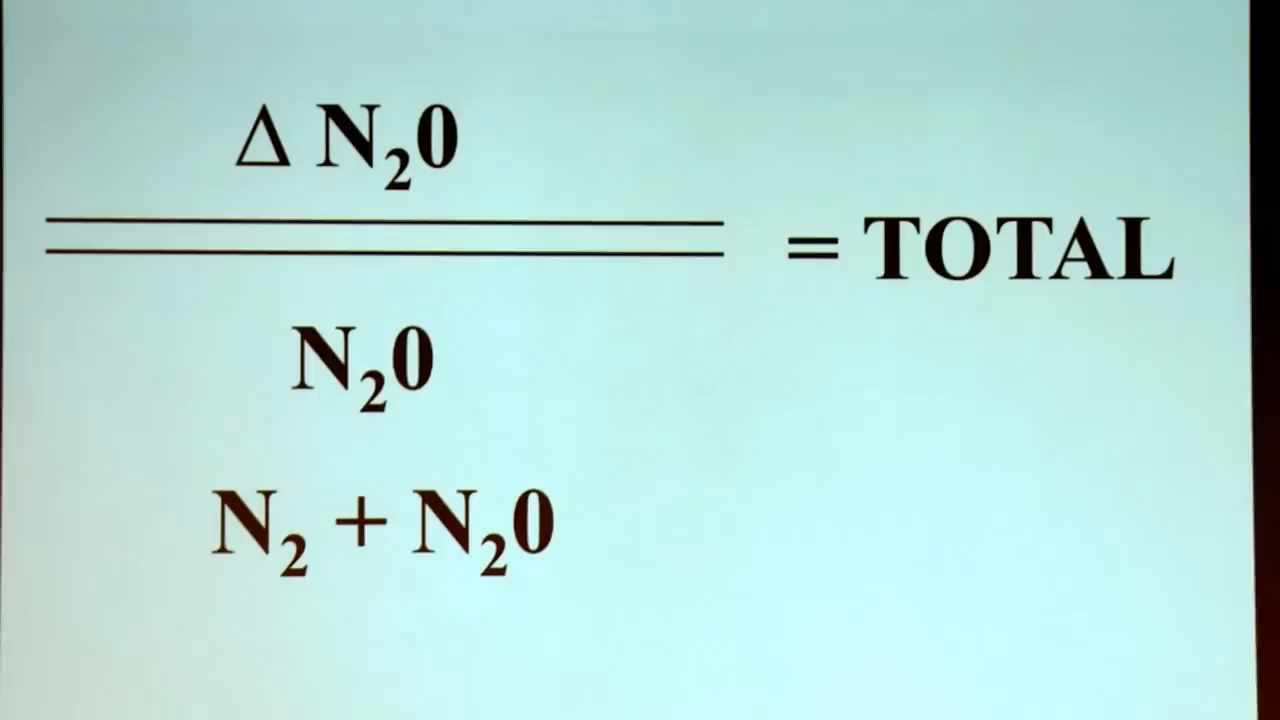 Δ N₂0
= TOTAL
N₂0
N₂ + N₂0